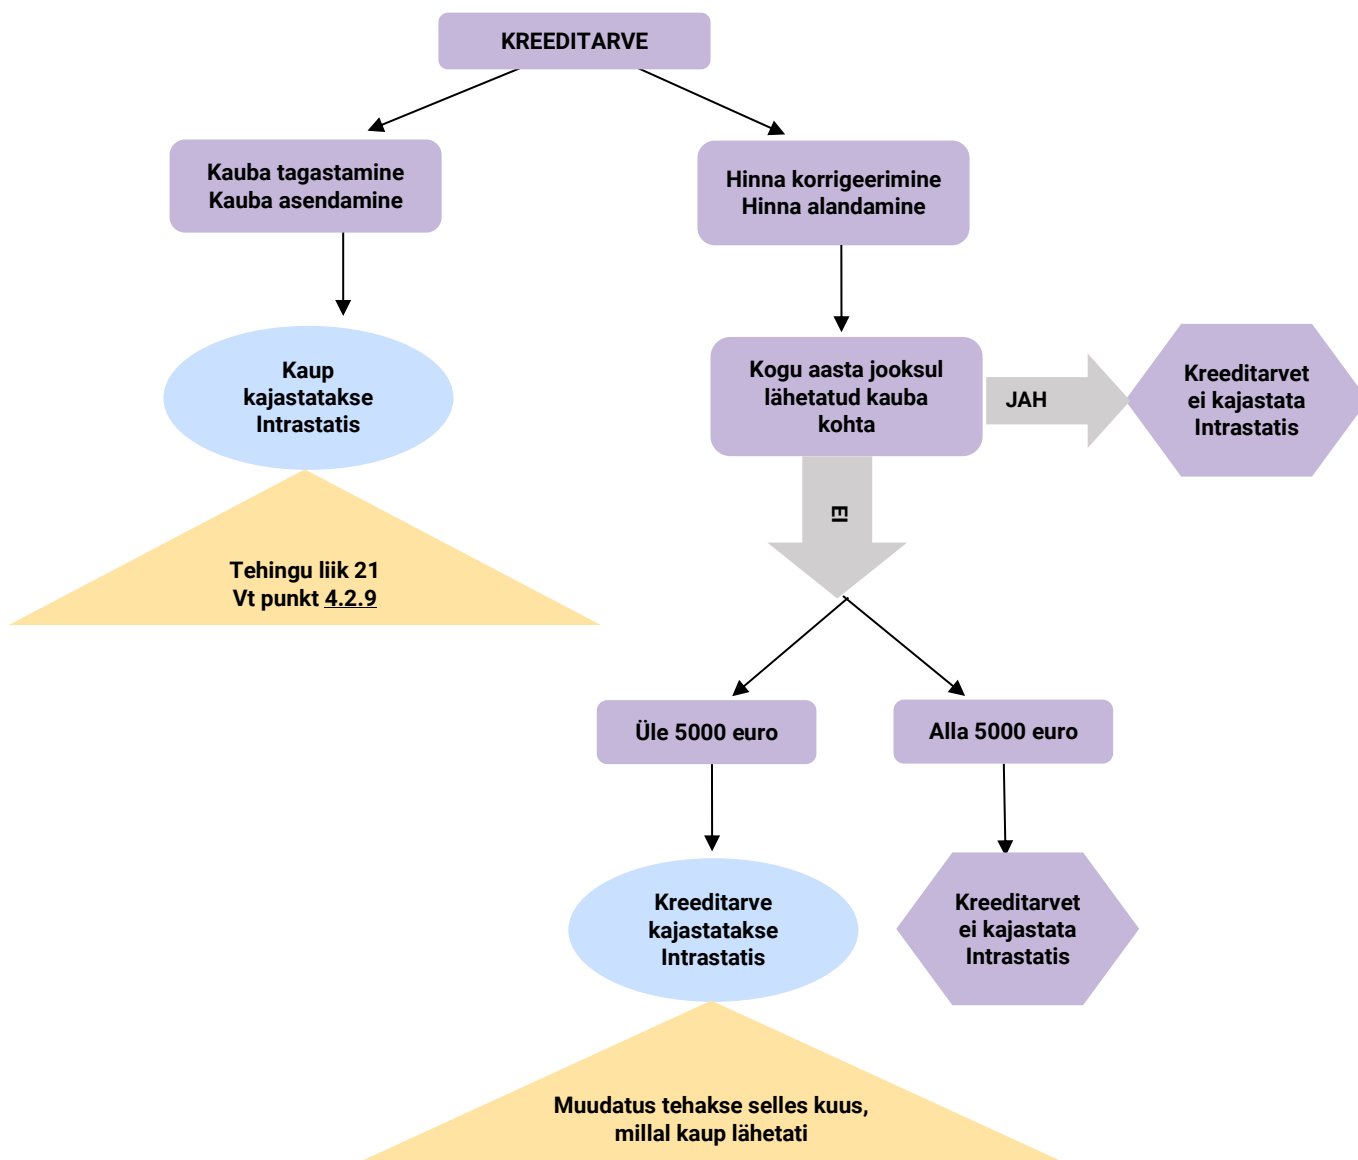 KREEDITARVE
Kauba tagastamine
Kauba asendamine
Hinna korrigeerimine
Hinna alandamine
Kaup
kajastatakse
Intrastatis
Kogu aasta jooksul
lähetatud kauba
kohta
JAH
Kreeditarvet
ei kajastata
Intrastatis
EI
Tehingu liik 21
Vt punkt 4.2.9
Üle 5000 euro
Alla 5000 euro
Kreeditarve
kajastatakse
Intrastatis
Kreeditarvet
ei kajastata
Intrastatis
Muudatus tehakse selles kuus,
millal kaup lähetati